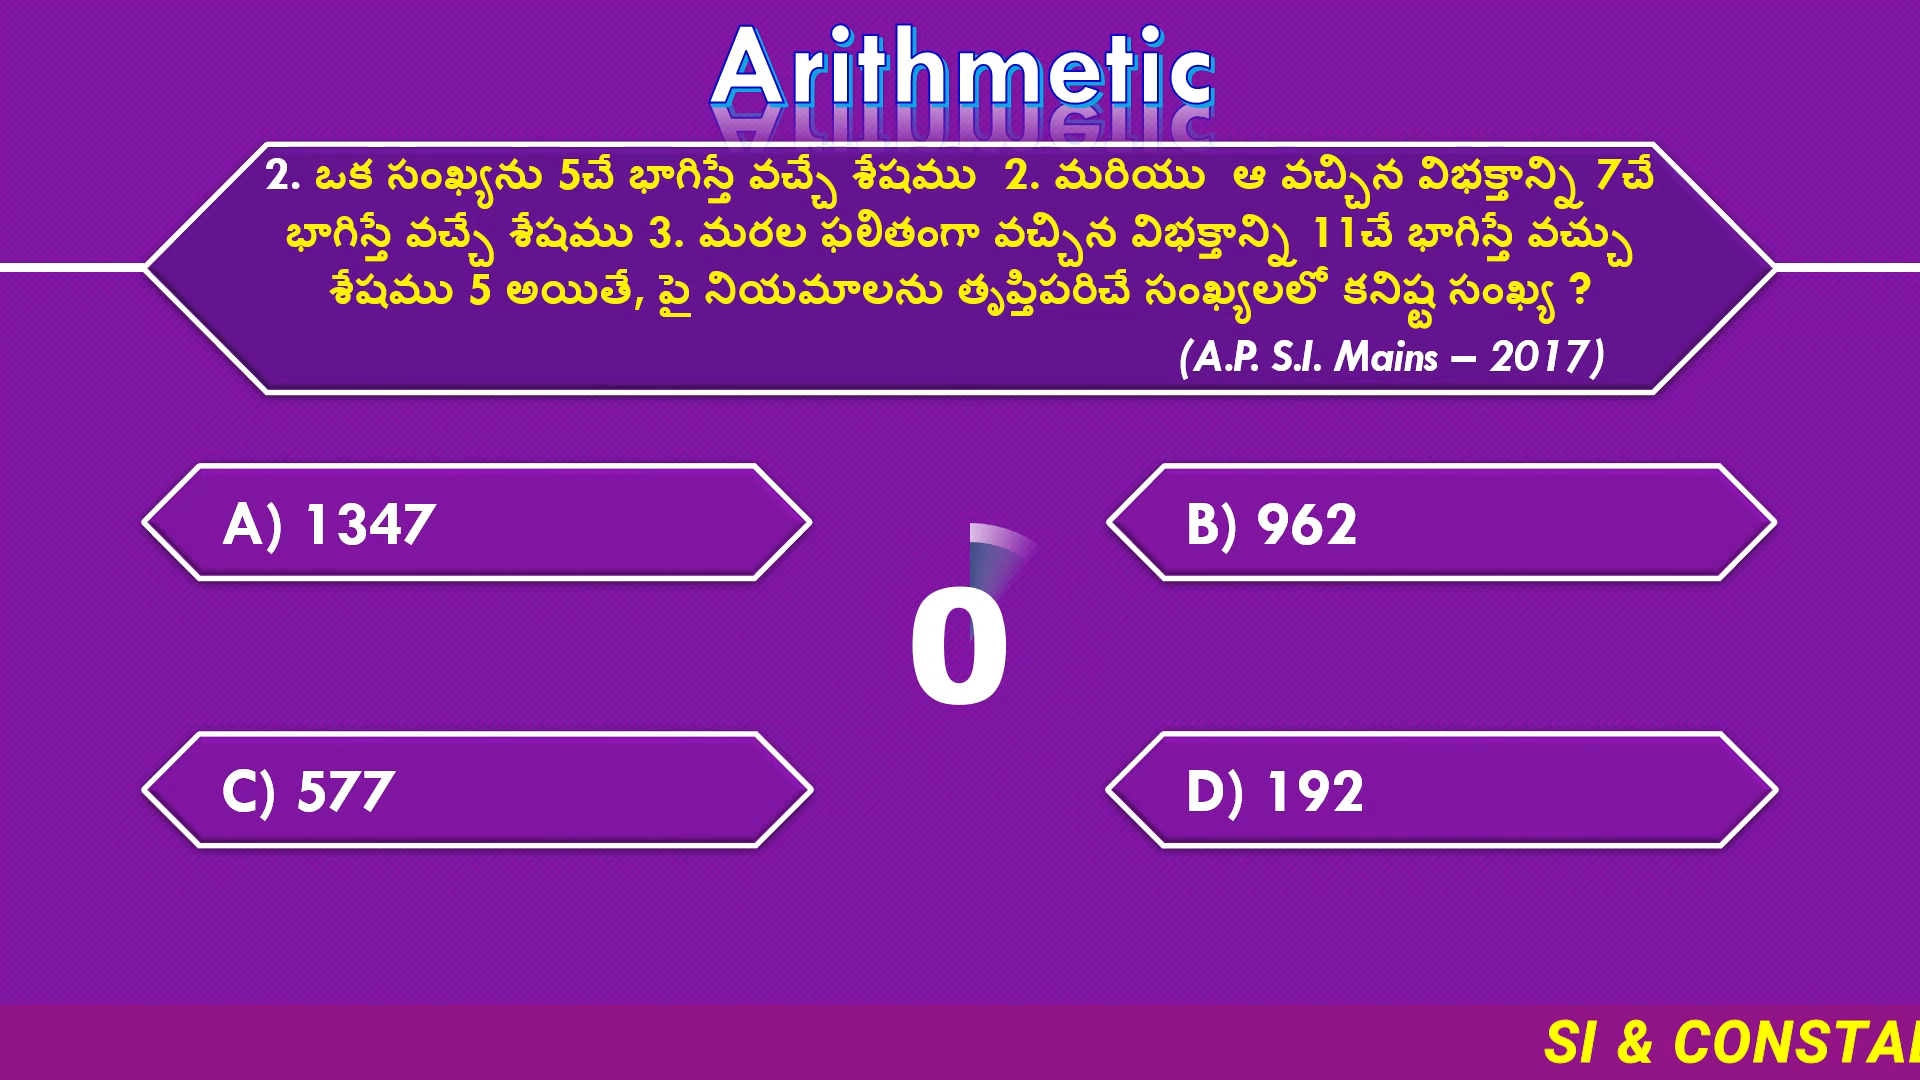 Arithmetic
2. ఒక సంఖ్యను 5చే భాగిస్తే వచ్చే శేషము 2. మరియు ఆ వచ్చిన విభక్తాన్ని 7చే
భాగిస్తే వచ్చే శేషము 3. మరల ఫలితంగా వచ్చిన విభక్తాన్ని 11చే భాగిస్తే వచ్చు
శేషము 5 అయితే, పై నియమాలను తృప్తిపరిచే సంఖ్యలలో కనిష్ట సంఖ్య ?
(A.P. S.I. Mains – 2017)
A) 1347
B) 962
0
C) 577
D) 192
SI &